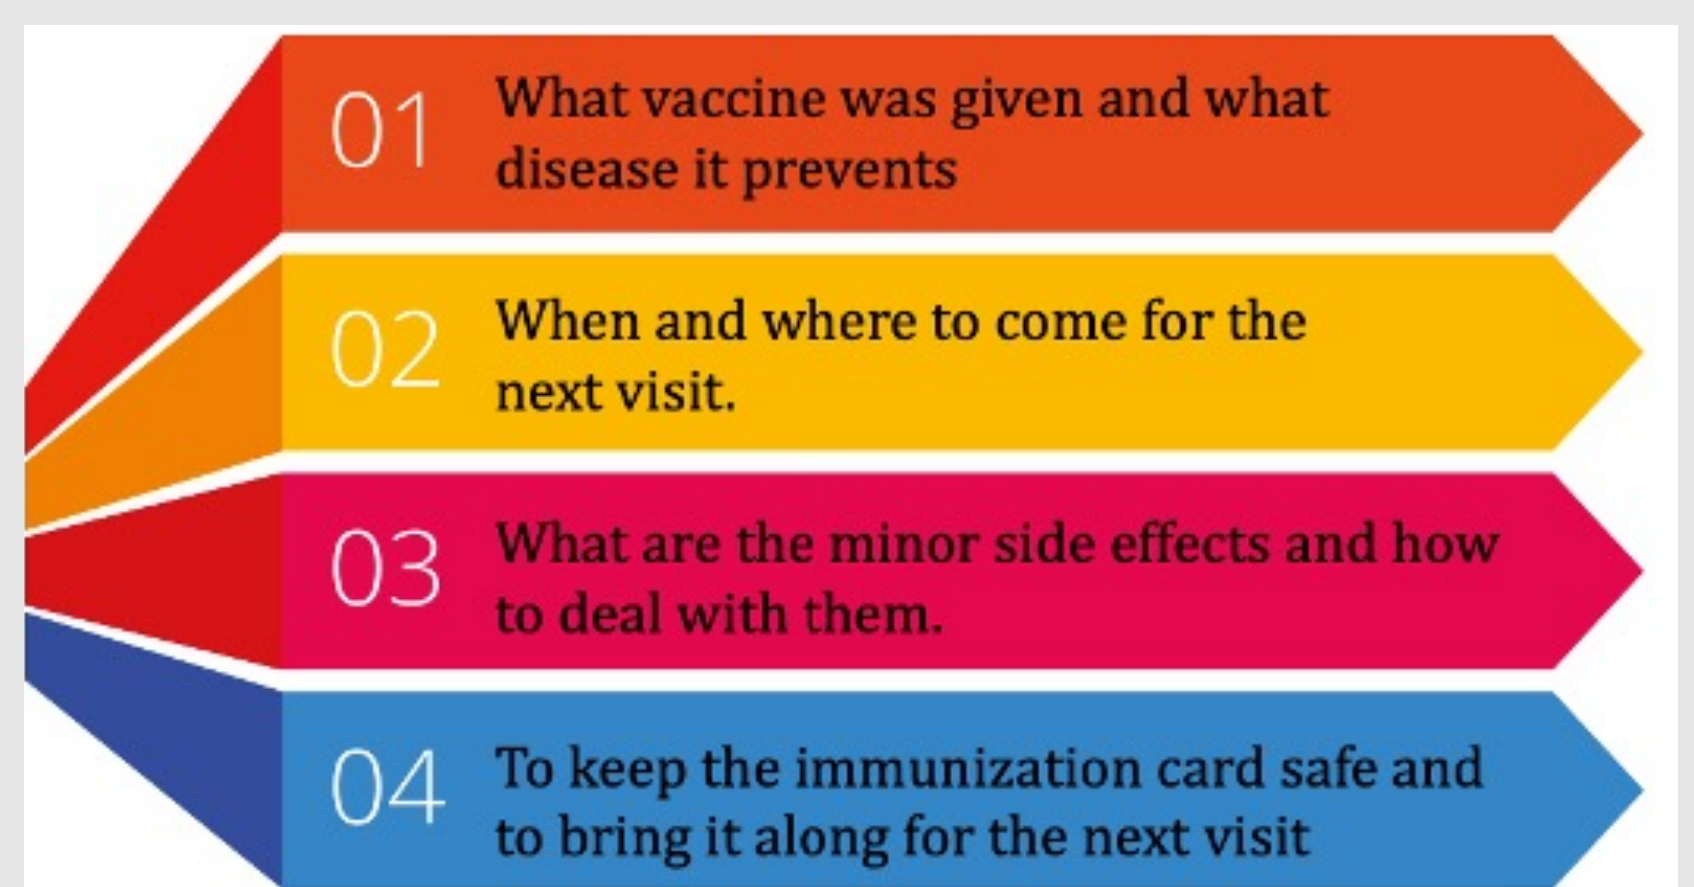 01
What vaccine was given and what
disease it prevents
02
When and where to come for the
next visit.
03
What are the minor side effects and how
to deal with them.
04
To keep the immunization card safe and
to bring it along for the next visit